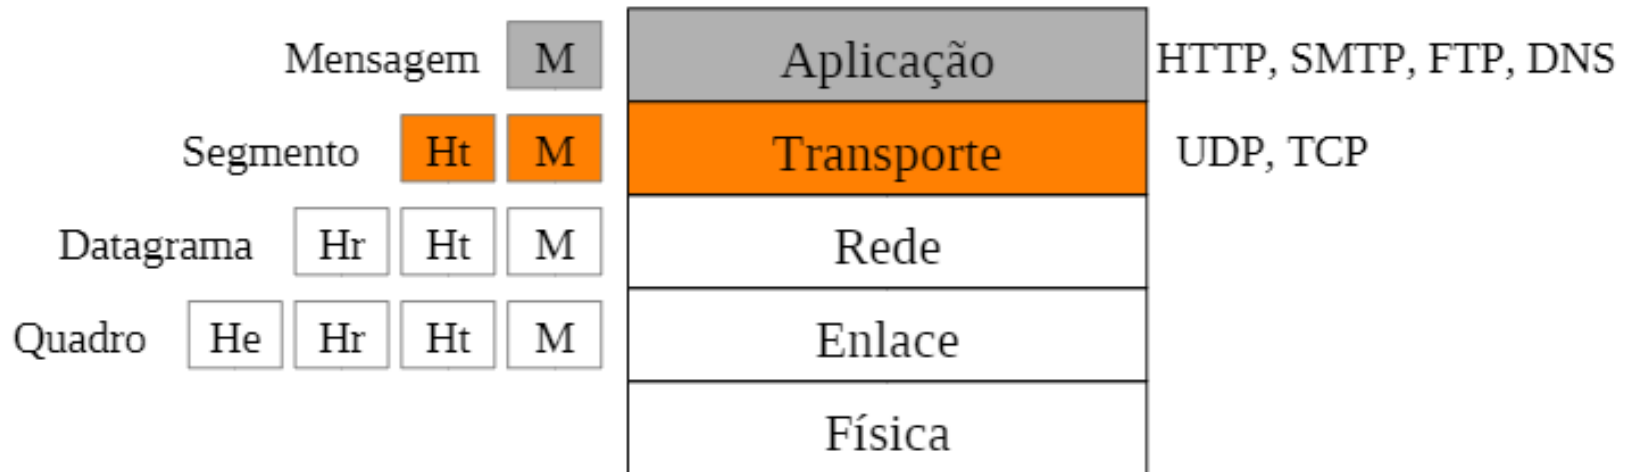 Mensagem M Aplicação HTTP, SMTP, FTP, DNS
Segmento Ht M Transporte UDP, TCP
Datagrama Hr Ht M Rede
Quadro He Hr Ht M Enlace
Física